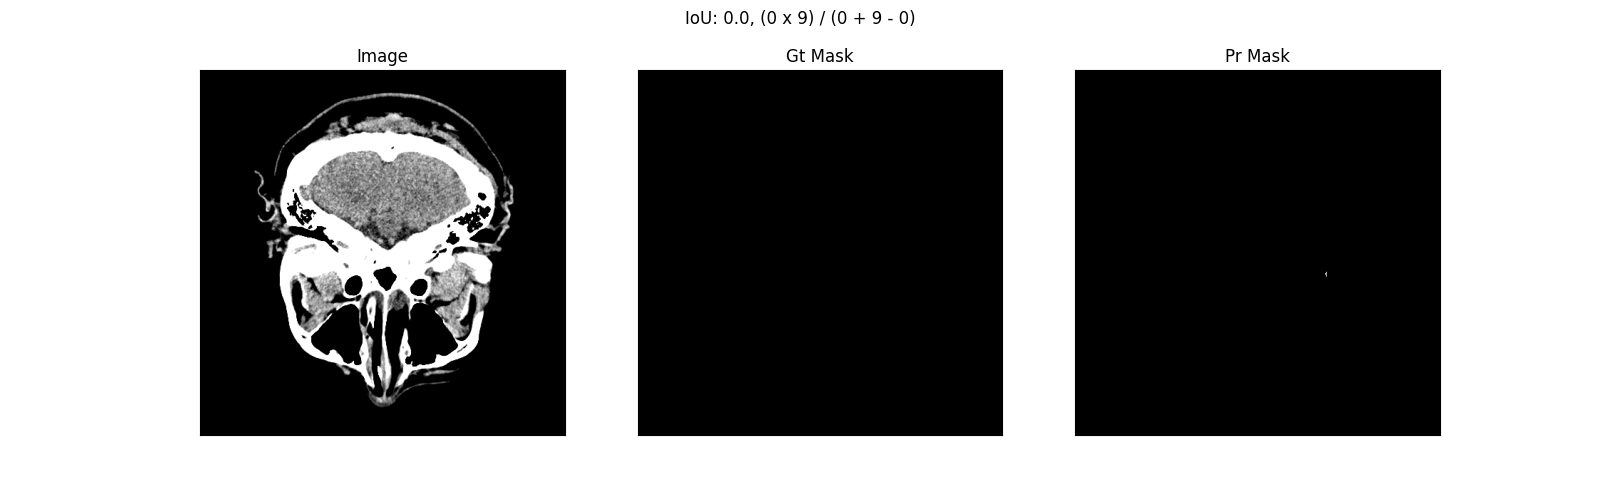 IoU: 0.0, (0 x 9) / (0 + 9 - 0)
Image
Gt Mask
Pr Mask